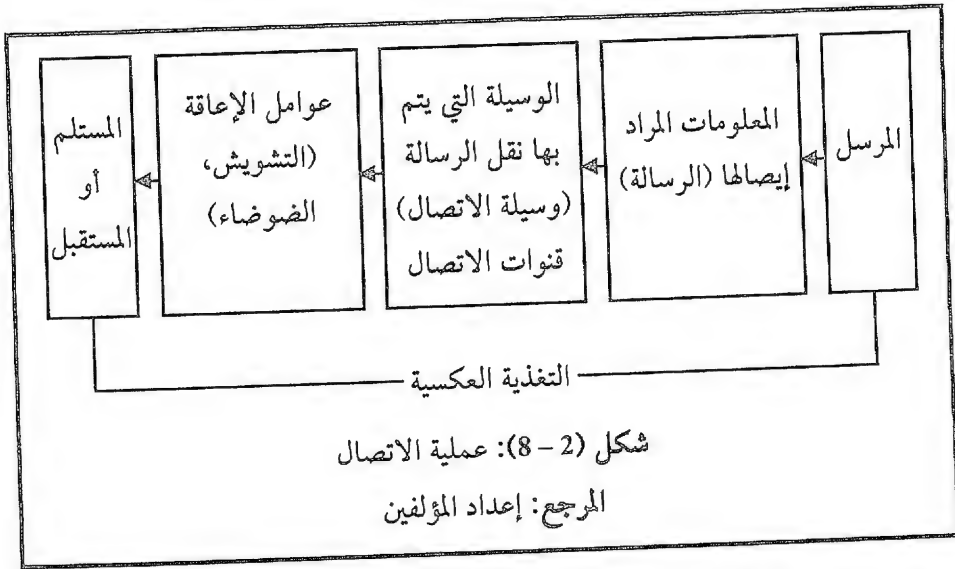 المرسل
المعلومات المراد
إيصالها (الرسالة)
الوسيلة التي يتم
بها نقل الرسالة
(وسيلة الاتصال)
قنوات الاتصال
عوامل الإعاقة
(التشويش،
الضوضاء)
المستلم
أو
المستقبل
التغذية العكسية
شكل (2 – 8): عملية الاتصال
المرجع: إعداد المؤلفين